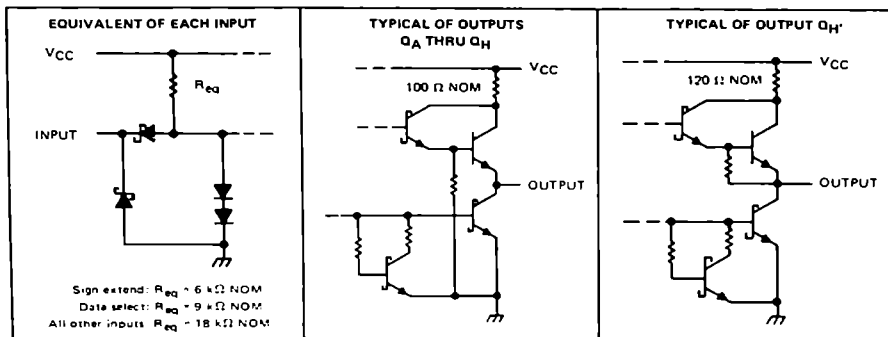 EQUIVALENT OF EACH INPUT
VCC
Req
INPUT
Sign extend: Req = 6 kΩ NOM
Data select: Req = 9 kΩ NOM
All other inputs: Req = 18 kΩ NOM
TYPICAL OF OUTPUTS
QA THRU QH
VCC
100 Ω NOM
OUTPUT
TYPICAL OF OUTPUT QH'
VCC
120 Ω NOM
OUTPUT